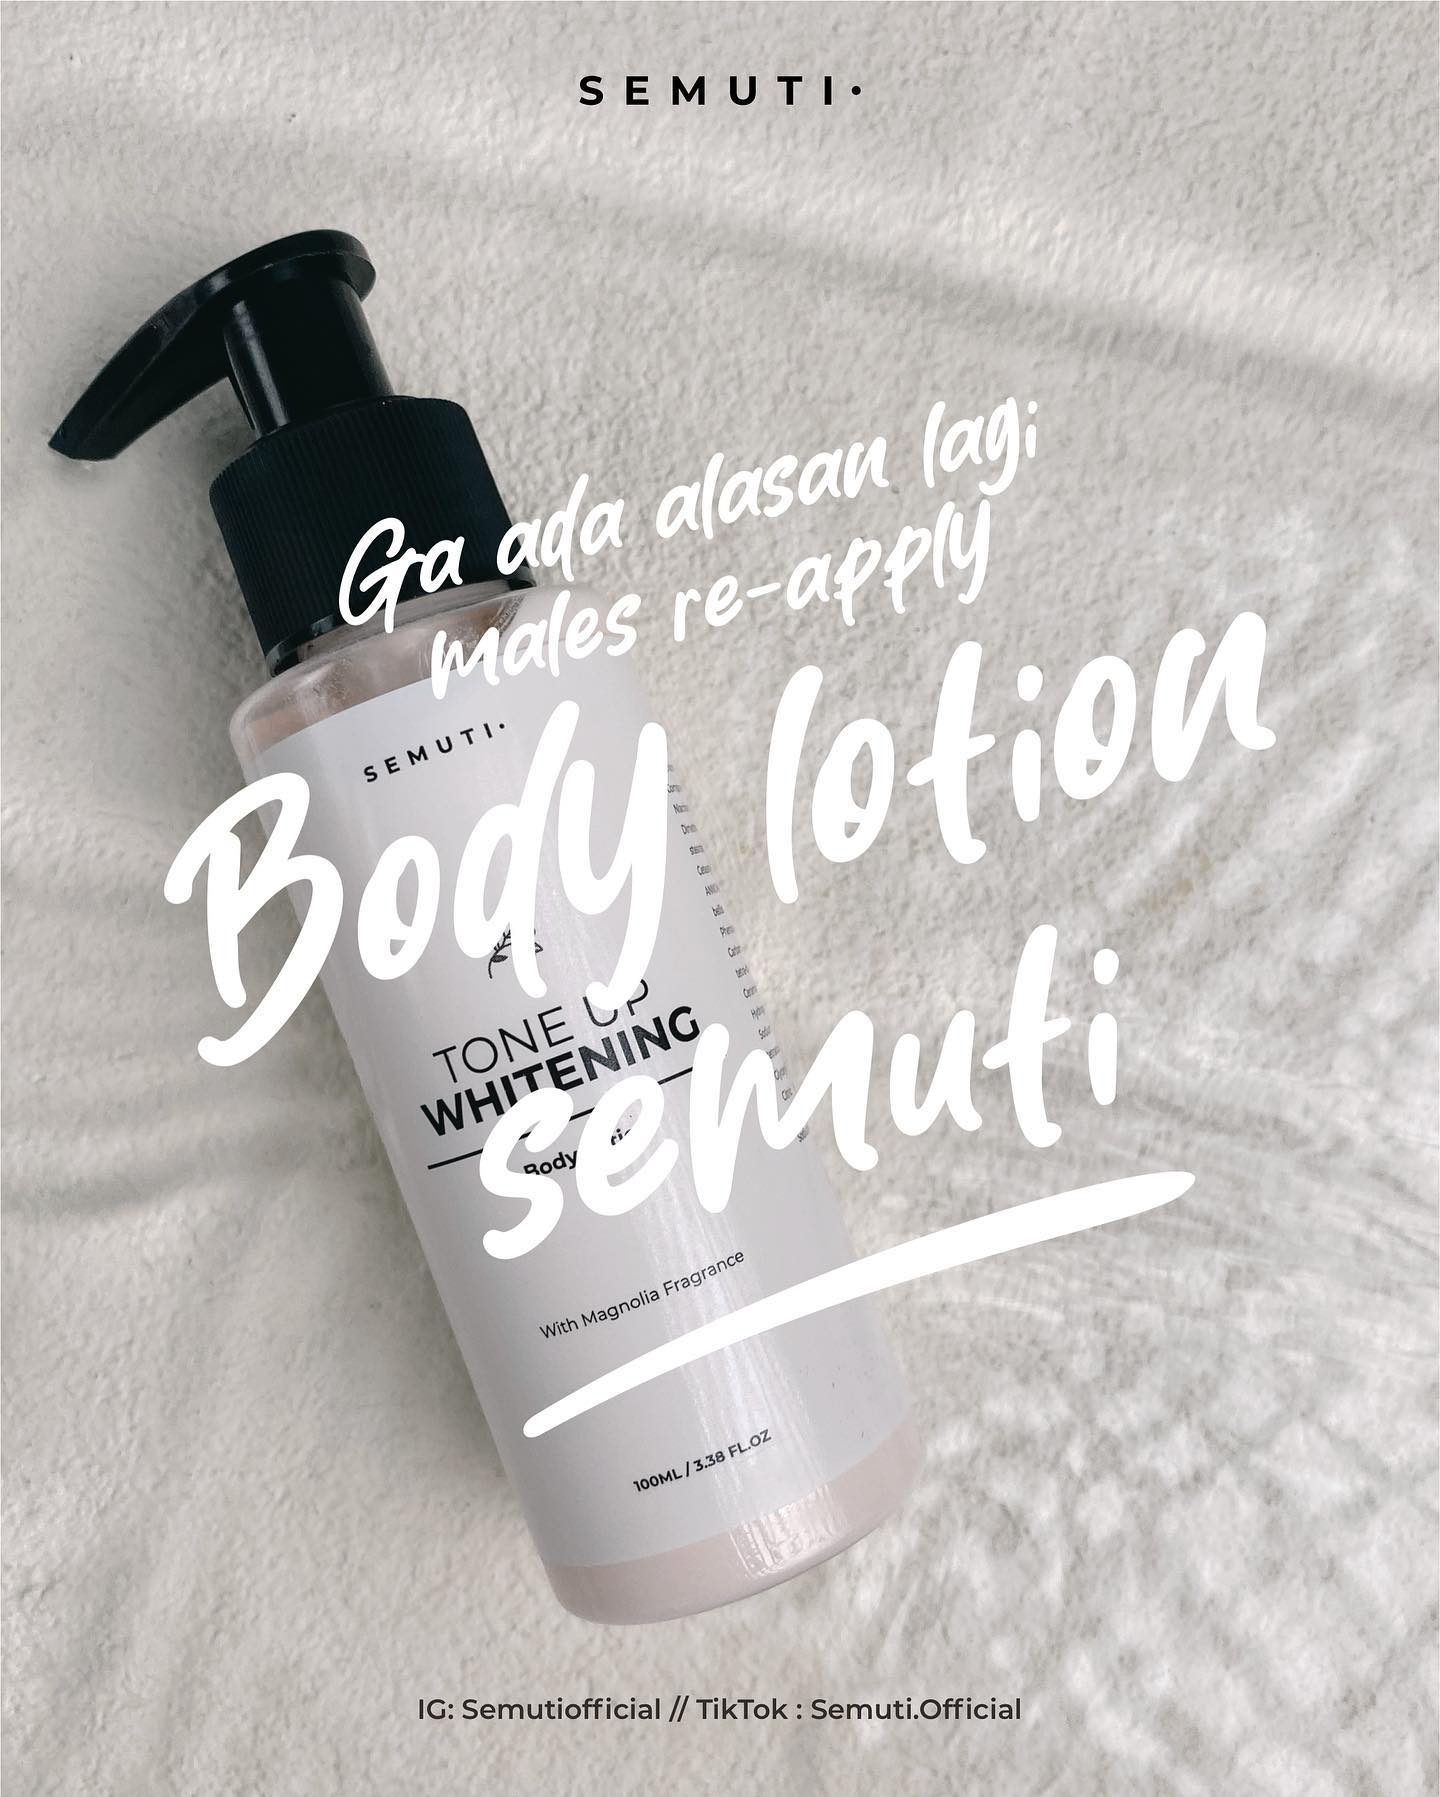 SEMUTI•
Ga ada alasan lagi
males re-apply
Body lotion
semuti
SEMUTI•
TONE UP
WHITENING
With Magnolia Fragrance
100ML / 3.38 FL.OZ
IG: Semutiofficial // TikTok : Semuti.Official